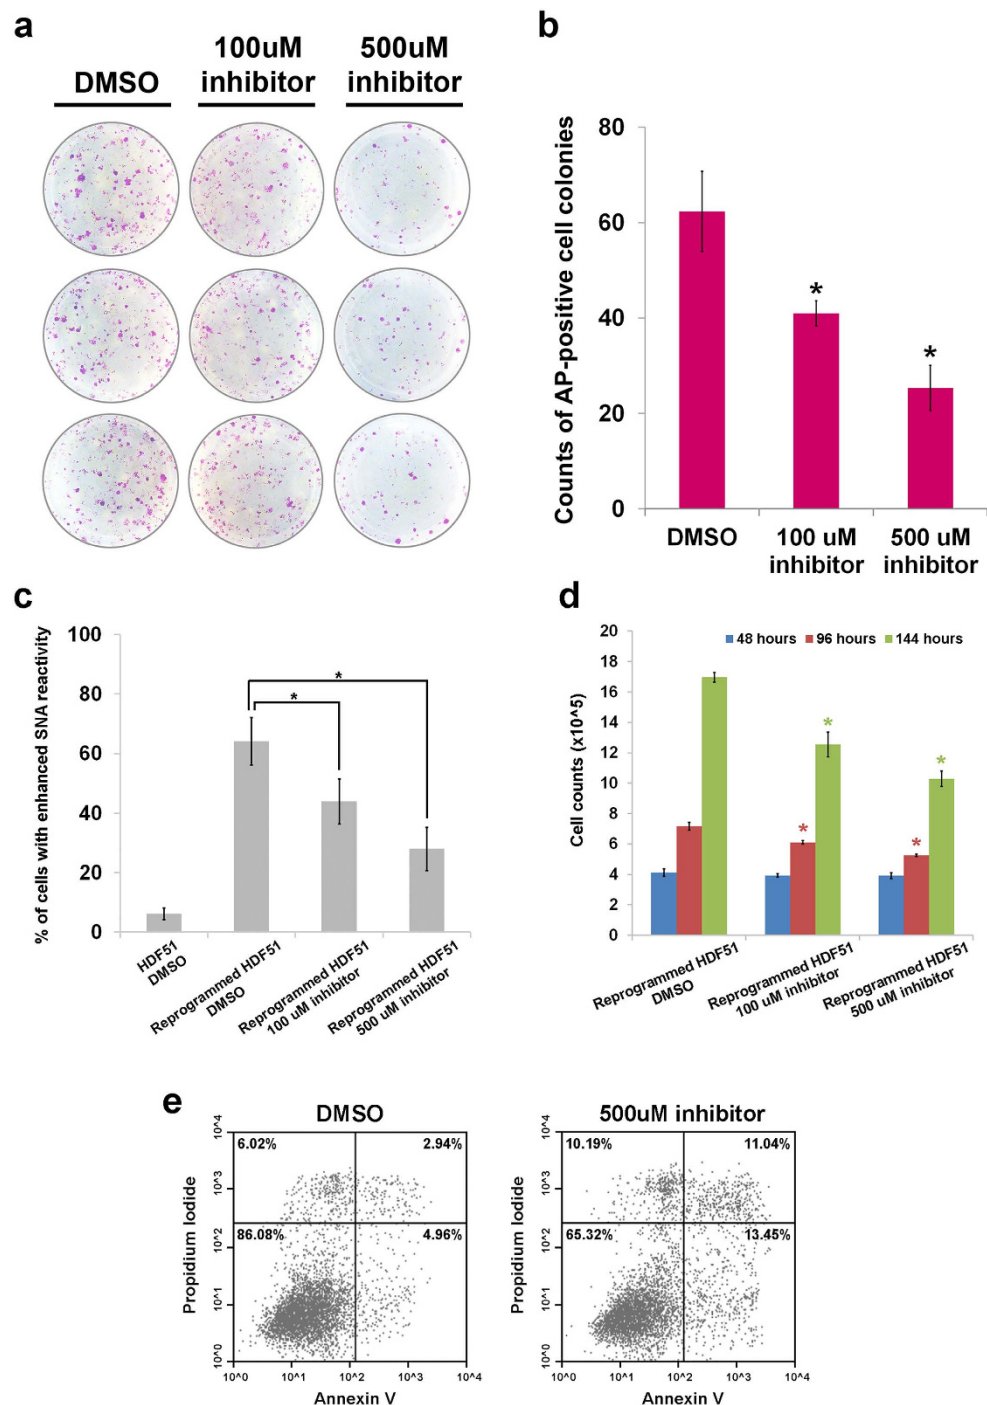 a
DMSO
100uM
inhibitor
500uM
inhibitor
b
Counts of AP-positive cell colonies
80
60
40
20
0
*
*
DMSO
100 uM
inhibitor
500 uM
inhibitor
c
% of cells with enhanced SNA reactivity
100
80
60
40
20
0
*
*
HDF51
DMSO
Reprogrammed HDF51
DMSO
Reprogrammed HDF51
100 uM inhibitor
Reprogrammed HDF51
500 uM inhibitor
d
Cell counts (x10^5)
20
18
16
14
12
10
8
6
4
2
0
48 hours 96 hours 144 hours
*
*
*
*
Reprogrammed HDF51
DMSO
Reprogrammed HDF51
100 uM inhibitor
Reprogrammed HDF51
500 uM inhibitor
e
DMSO
Propidium Iodide
10^4
10^3
10^2
10^1
10^0
6.02% 2.94%
86.08% 4.96%
10^0 10^1 10^2 10^3 10^4
Annexin V
500uM inhibitor
Propidium Iodide
10^4
10^3
10^2
10^1
10^0
10.19% 11.04%
65.32% 13.45%
10^0 10^1 10^2 10^3 10^4
Annexin V